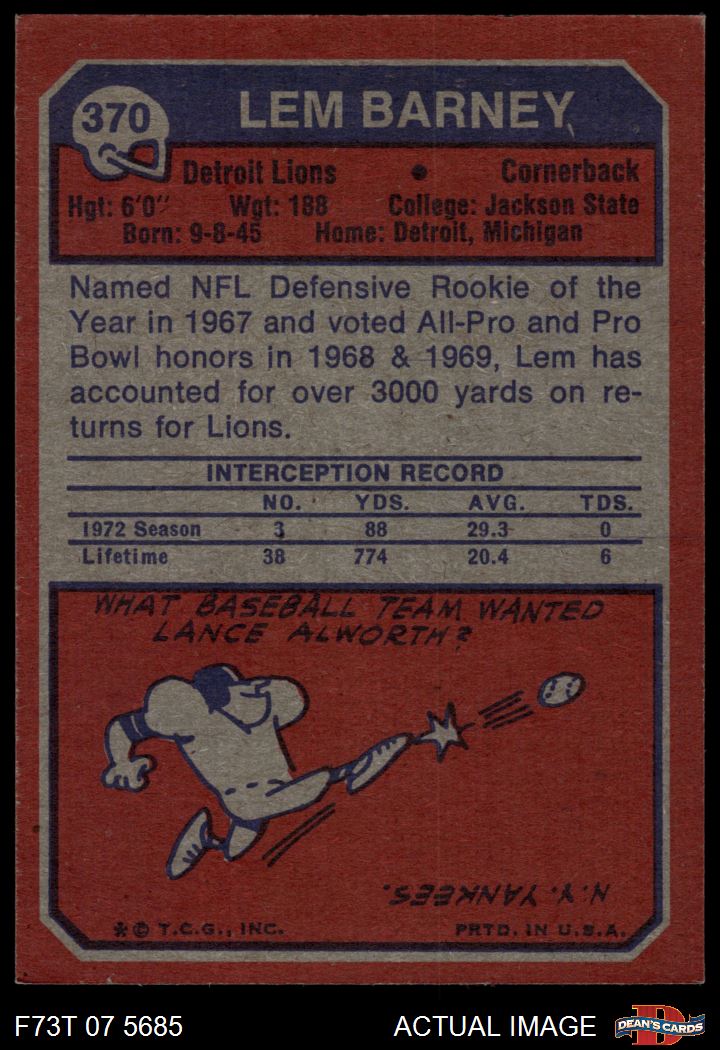 370
LEM BARNEY
Detroit Lions • Cornerback
Hgt: 6'0" Wgt: 188 College: Jackson State
Born: 9-8-45 Home: Detroit, Michigan
Named NFL Defensive Rookie of the
Year in 1967 and voted All-Pro and Pro
Bowl honors in 1968 & 1969, Lem has
accounted for over 3000 yards on re-
turns for Lions.
INTERCEPTION RECORD
NO. YDS. AVG. TDS.
1972 Season 3 88 29.3 0
Lifetime 38 774 20.4 6
WHAT BASEBALL TEAM WANTED
LANCE ALWORTH?
N.Y. YANKEES.
*© T.C.G., INC. PRTD. IN U.S.A.
F73T 07 5685 ACTUAL IMAGE D DEAN'S CARDS